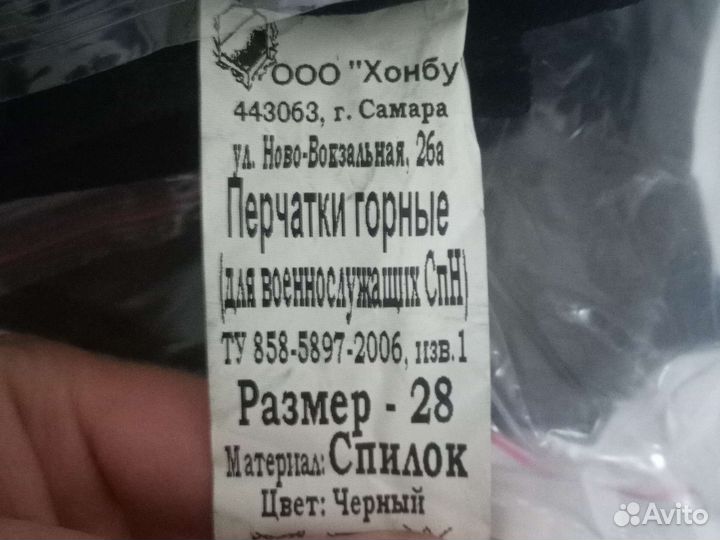 ООО "Хонбу
443063, г. Самара
ул. Ново-Вокзальная, 26а
Перчатки горные
(для военнослужащих СпН)
ТУ 858-5897-2006, изв.1
Размер - 28
Материал: Спилок
Цвет: Черный
Avito